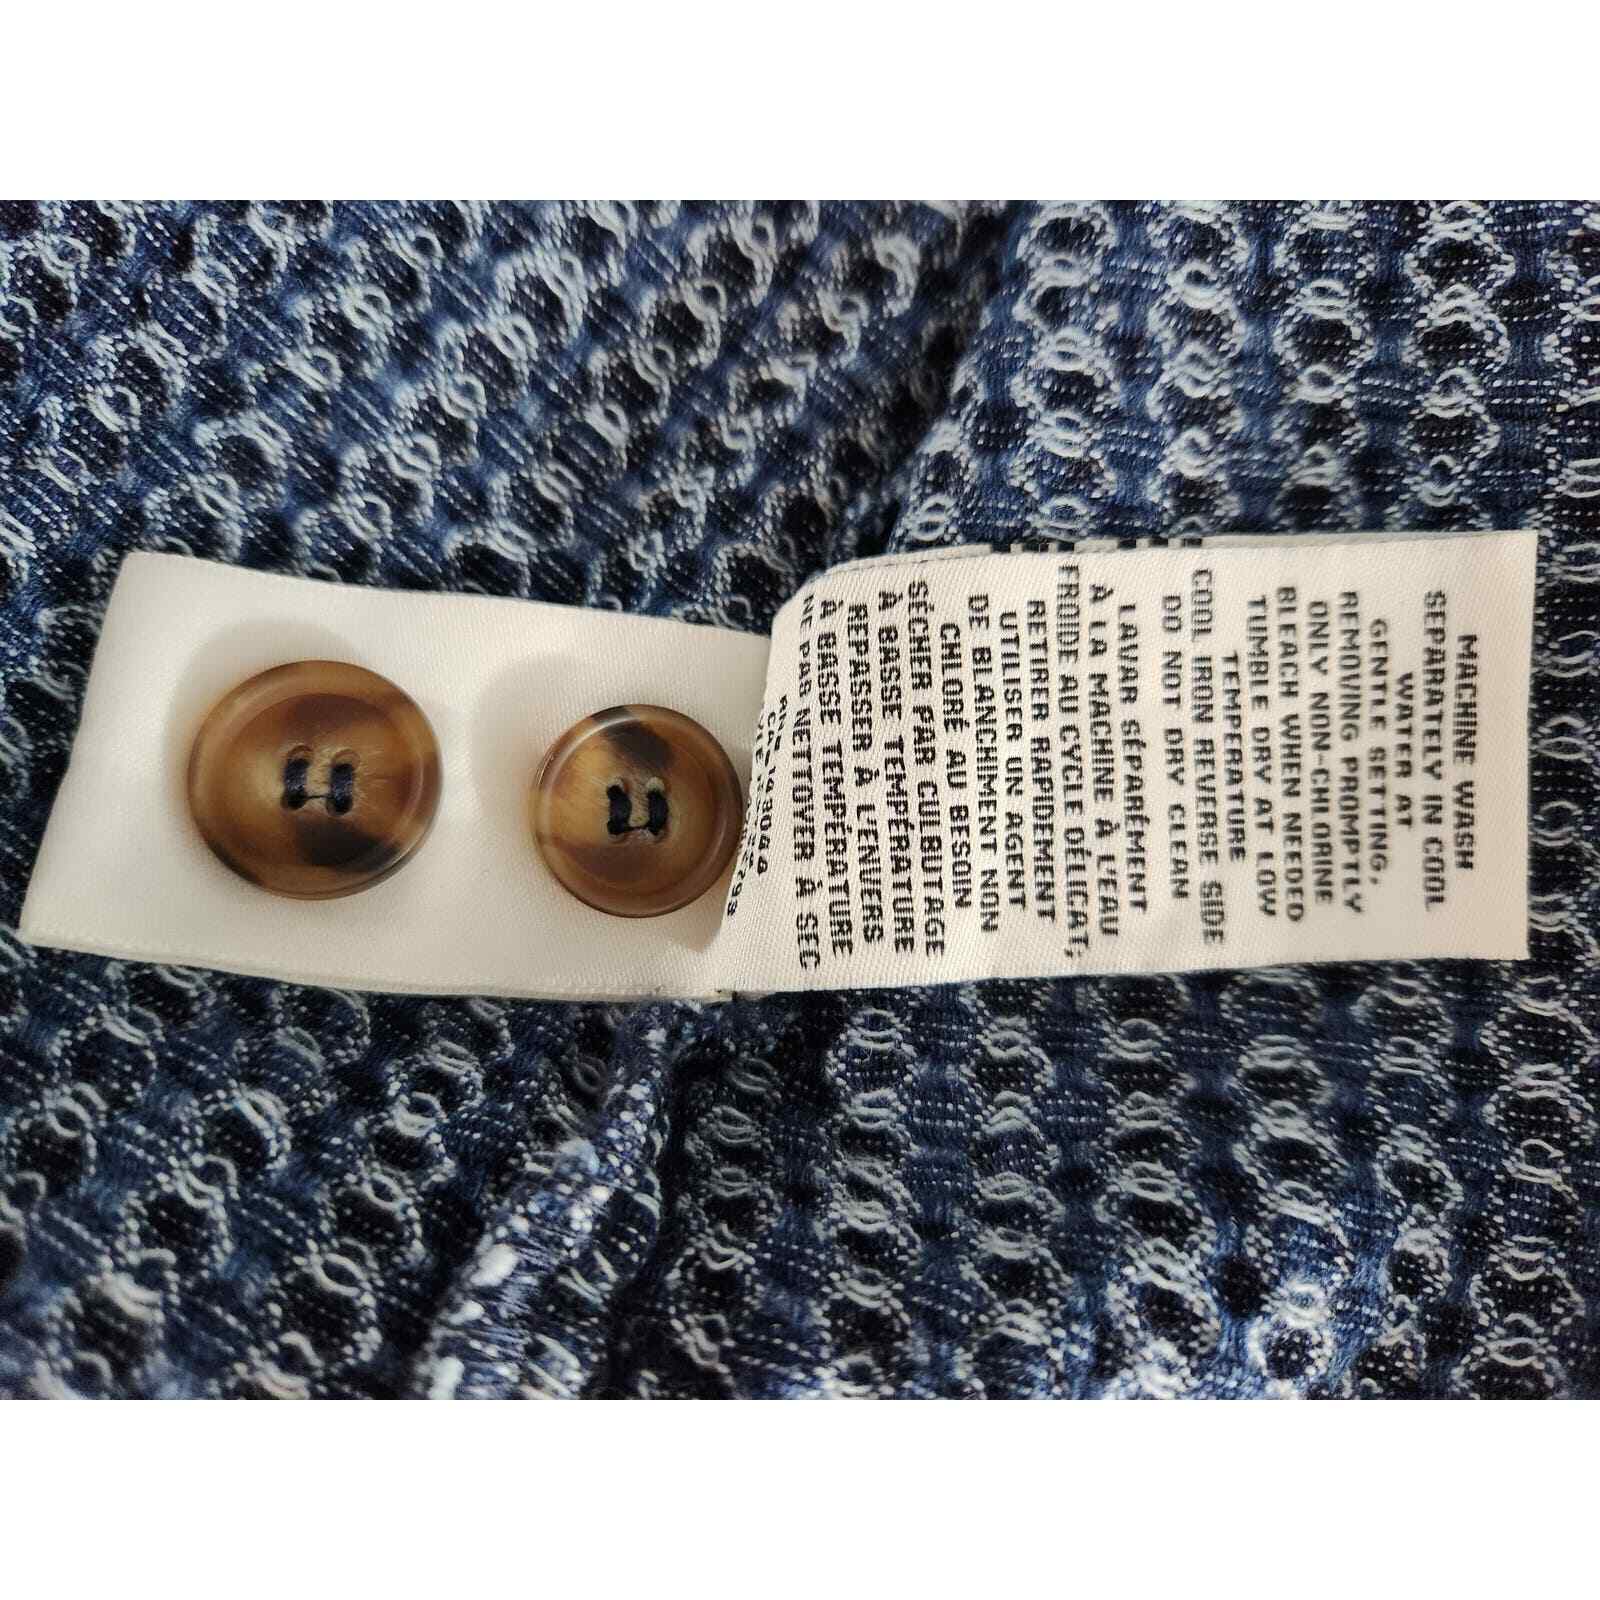 MACHINE WASH
SEPARATELY IN COOL
WATER AT
GENTLE SETTING,
REMOVING PROMPTLY
ONLY NON-CHLORINE
BLEACH WHEN NEEDED
TUMBLE DRY AT LOW
TEMPERATURE
COOL IRON REVERSE SIDE
DO NOT DRY CLEAN
LAVAR SÉPARÉMENT
À LA MACHINE À L'EAU
FROIDE AU CYCLE DÉLICAT,
RETIRER RAPIDEMENT
UTILISER UN AGENT
DE BLANCHIMENT NON
CHLORÉ AU BESOIN
SÉCHER PAR CULBUTAGE
À BASSE TEMPÉRATURE
REPASSER À L'ENVERS
À BASSE TEMPÉRATURE
NE PAS NETTOYER À SEC